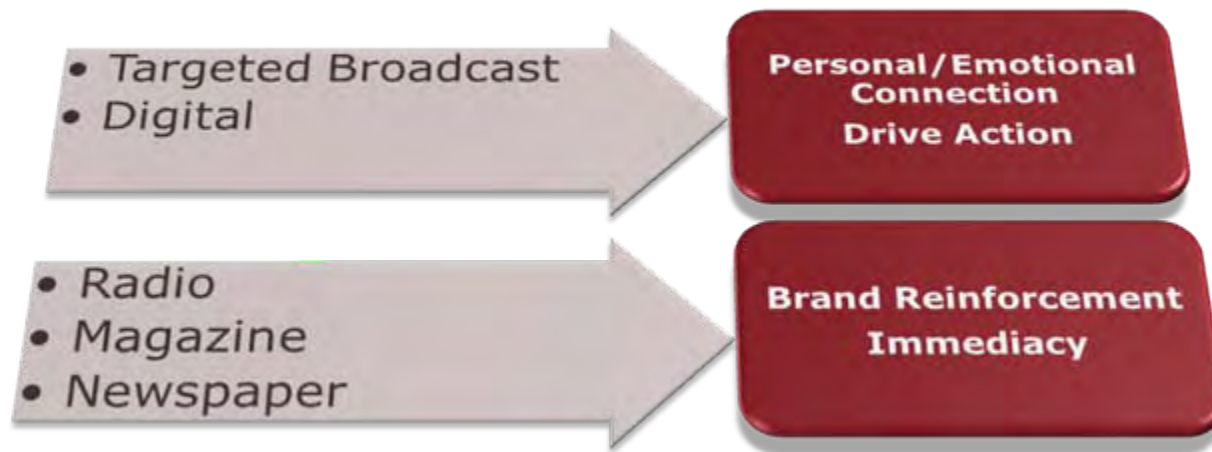 • Targeted Broadcast
• Digital
Personal/Emotional
Connection
Drive Action
• Radio
• Magazine
• Newspaper
Brand Reinforcement
Immediacy